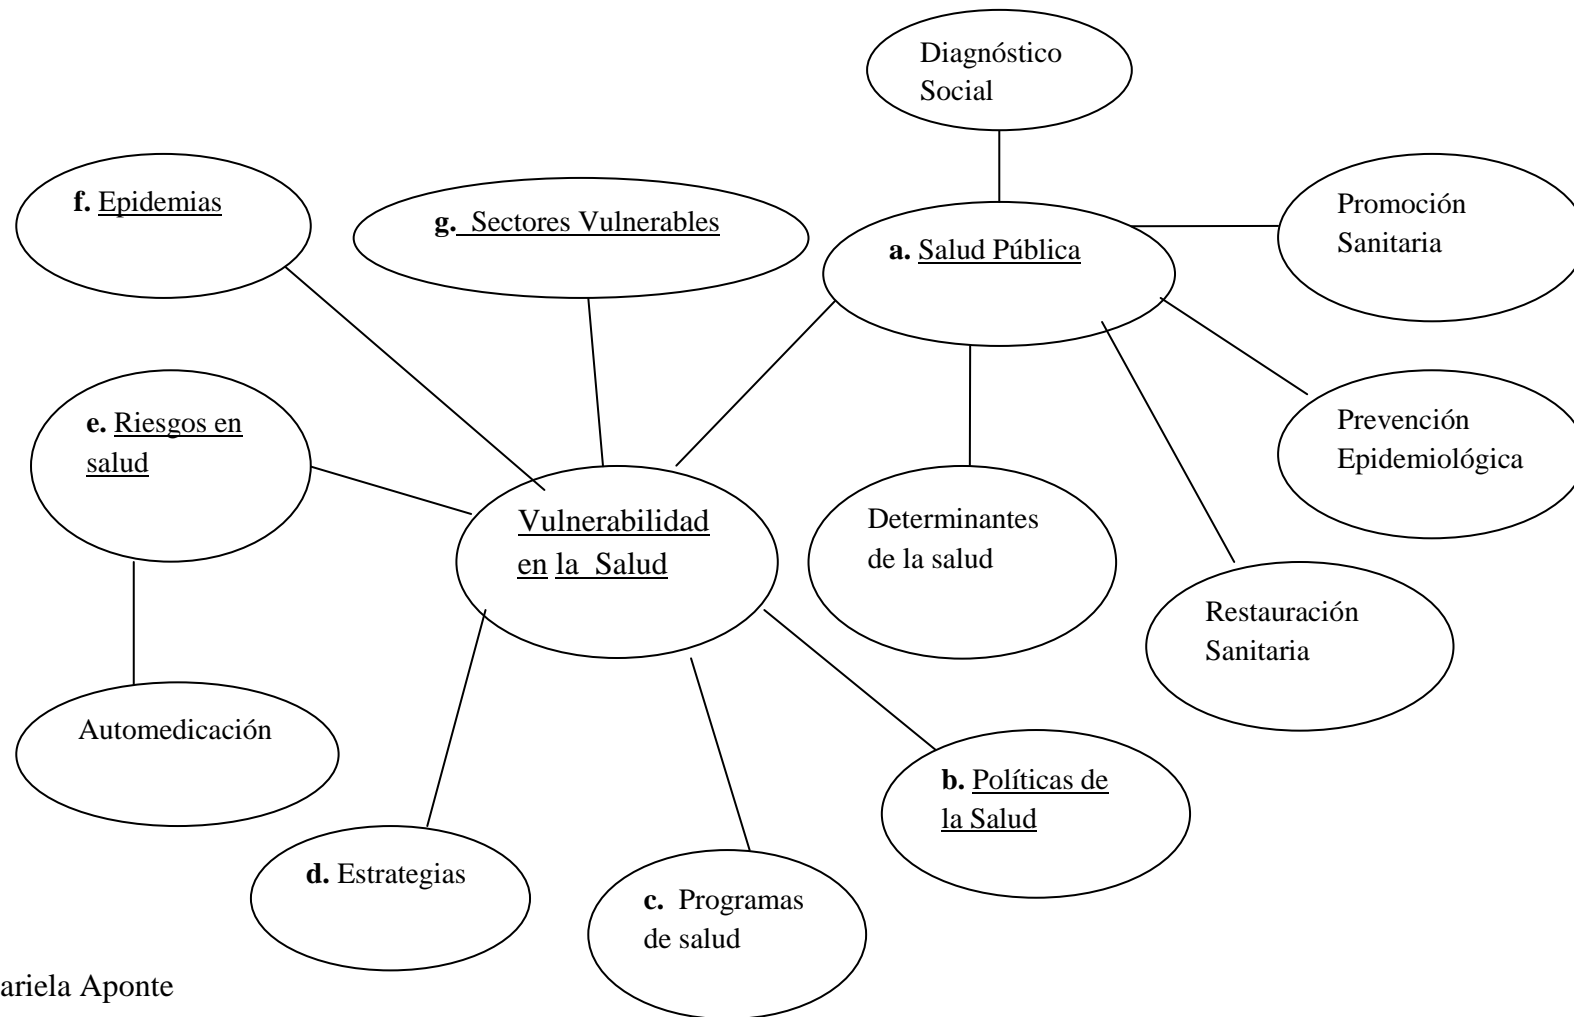 Diagnóstico
Social
f. Epidemias
g. Sectores Vulnerables
a. Salud Pública
Promoción
Sanitaria
e. Riesgos en
salud
Prevención
Epidemiológica
Vulnerabilidad
en la Salud
Determinantes
de la salud
Restauración
Sanitaria
Automedicación
b. Políticas de
la Salud
d. Estrategias
c. Programas
de salud
ariela Aponte